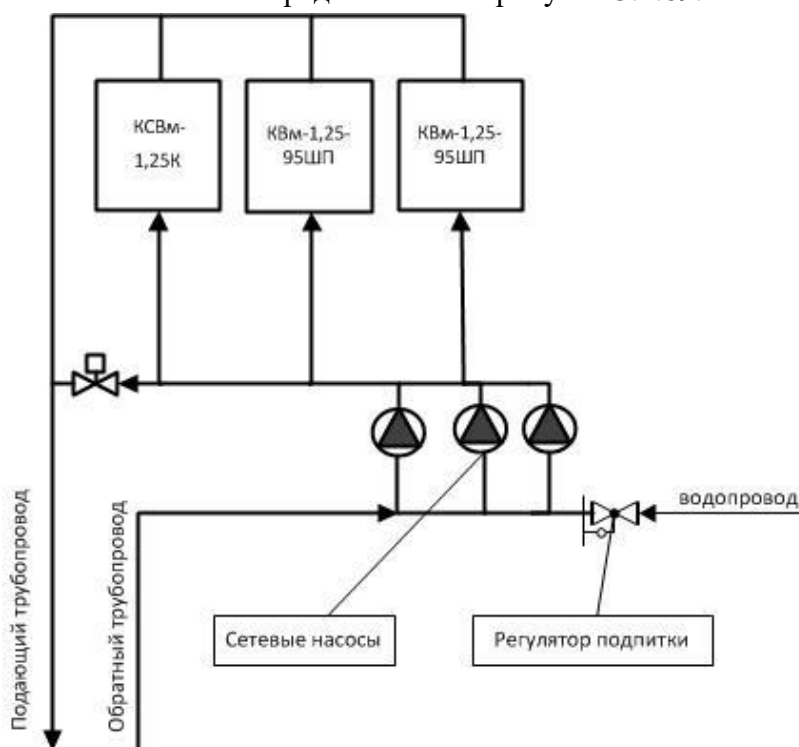 КСВм-
1,25К
КВм-1,25-
95ШП
КВм-1,25-
95ШП
водопровод
Подающий трубопровод
Обратный трубопровод
Сетевые насосы
Регулятор подпитки